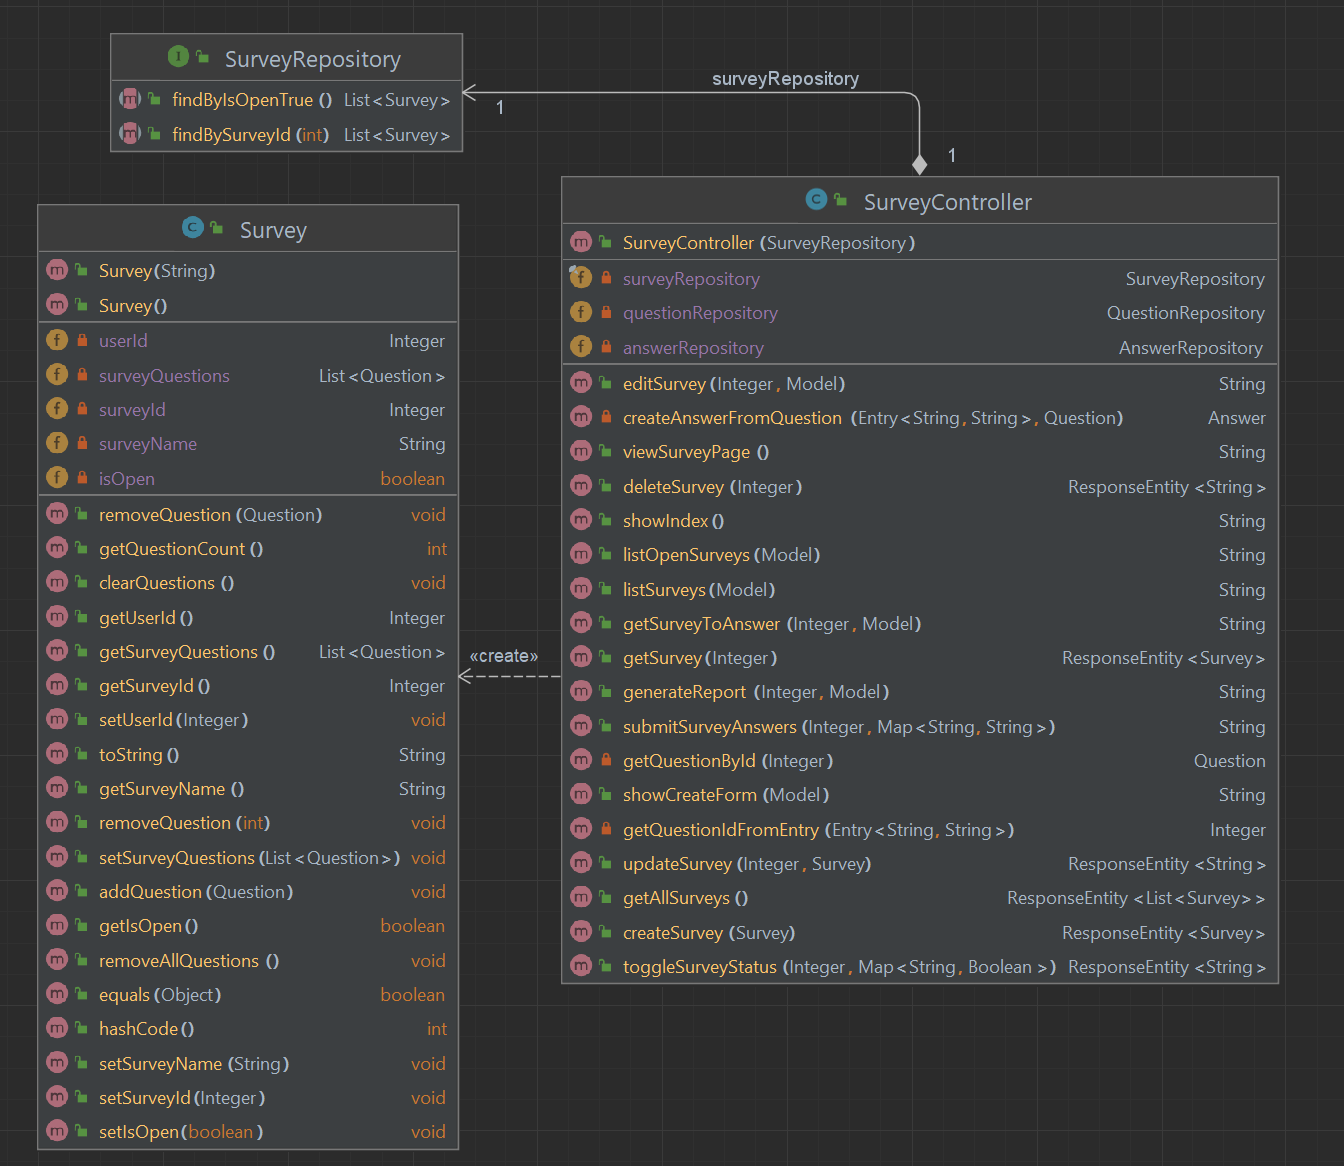 SurveyRepository
findByIsOpenTrue () List<Survey>
findBySurveyId (int) List<Survey>
surveyRepository
1
1
SurveyController
SurveyController (SurveyRepository)
surveyRepository SurveyRepository
questionRepository QuestionRepository
answerRepository AnswerRepository
editSurvey (Integer, Model) String
createAnswerFromQuestion (Entry<String, String>, Question) Answer
viewSurveyPage () String
deleteSurvey (Integer) ResponseEntity <String>
showIndex () String
listOpenSurveys (Model) String
listSurveys (Model) String
getSurveyToAnswer (Integer, Model) String
getSurvey (Integer) ResponseEntity <Survey>
generateReport (Integer, Model) String
submitSurveyAnswers (Integer, Map<String, String>) String
getQuestionById (Integer) Question
showCreateForm (Model) String
getQuestionIdFromEntry (Entry<String, String>) Integer
updateSurvey (Integer, Survey) ResponseEntity <String>
getAllSurveys () ResponseEntity <List<Survey>>
createSurvey (Survey) ResponseEntity <Survey>
toggleSurveyStatus (Integer, Map<String, Boolean>) ResponseEntity <String>
«create»
Survey
Survey(String)
Survey()
userId Integer
surveyQuestions List<Question>
surveyId Integer
surveyName String
isOpen boolean
removeQuestion (Question) void
getQuestionCount () int
clearQuestions () void
getUserId () Integer
getSurveyQuestions () List<Question>
getSurveyId () Integer
setUserId (Integer) void
toString () String
getSurveyName () String
removeQuestion (int) void
setSurveyQuestions (List<Question>) void
addQuestion (Question) void
getIsOpen () boolean
removeAllQuestions () void
equals (Object) boolean
hashCode () int
setSurveyName (String) void
setSurveyId (Integer) void
setIsOpen (boolean) void